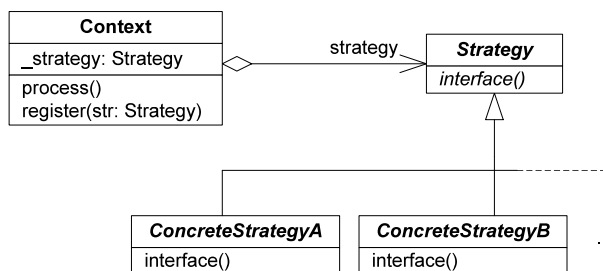 Context
_strategy: Strategy
process()
register(str: Strategy)
strategy
Strategy
interface()
ConcreteStrategyA
interface()
ConcreteStrategyB
interface()